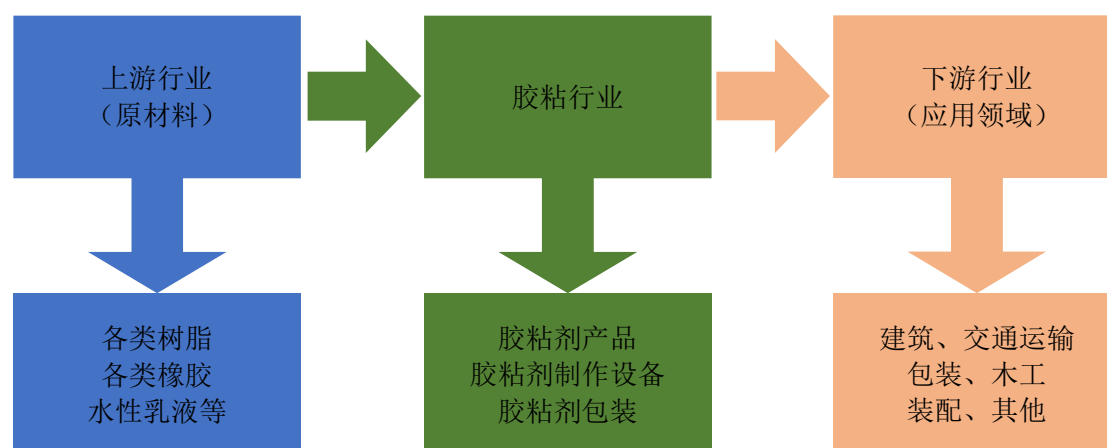 上游行业
（原材料）
胶粘行业
下游行业
（应用领域）
各类树脂
各类橡胶
水性乳液等
胶粘剂产品
胶粘剂制作设备
胶粘剂包装
建筑、交通运输
包装、木工
装配、其他